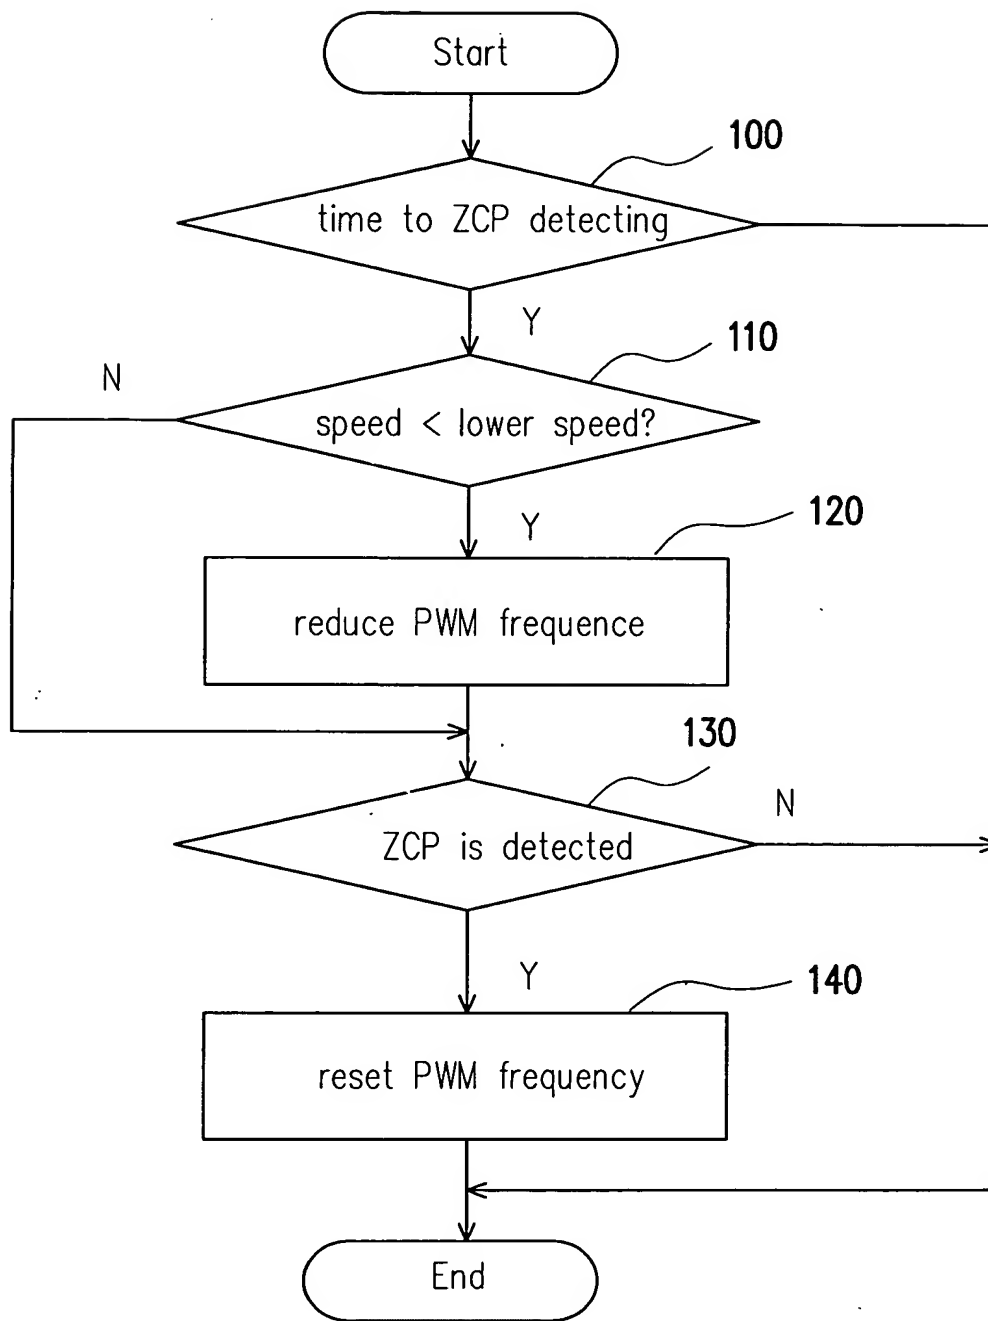 Start
100
time to ZCP detecting
Y
110
N
speed < lower speed?
Y
120
reduce PWM frequence
130
N
ZCP is detected
Y
140
reset PWM frequency
End